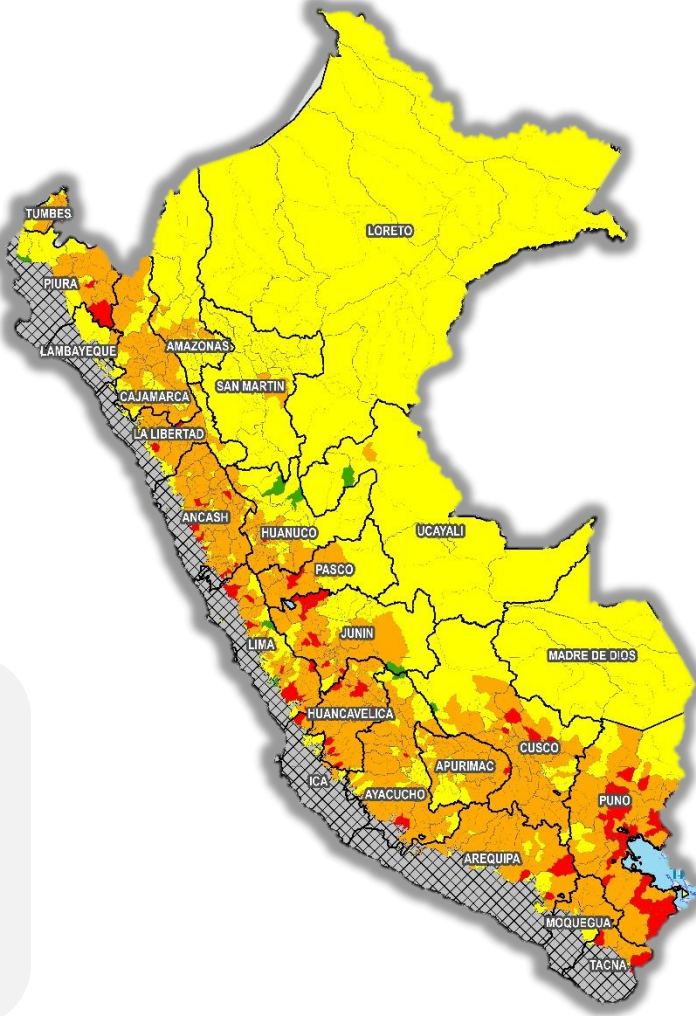 TUMBES
LORETO
PIURA
LAMBAYEQUE
AMAZONAS
SAN MARTIN
CAJAMARCA
LA LIBERTAD
ANCASH
HUANUCO
UCAYALI
PASCO
LIMA
JUNIN
MADRE DE DIOS
HUANCAVELICA
CUSCO
ICA
APURIMAC
AYACUCHO
PUNO
AREQUIPA
MOQUEGUA
TACNA